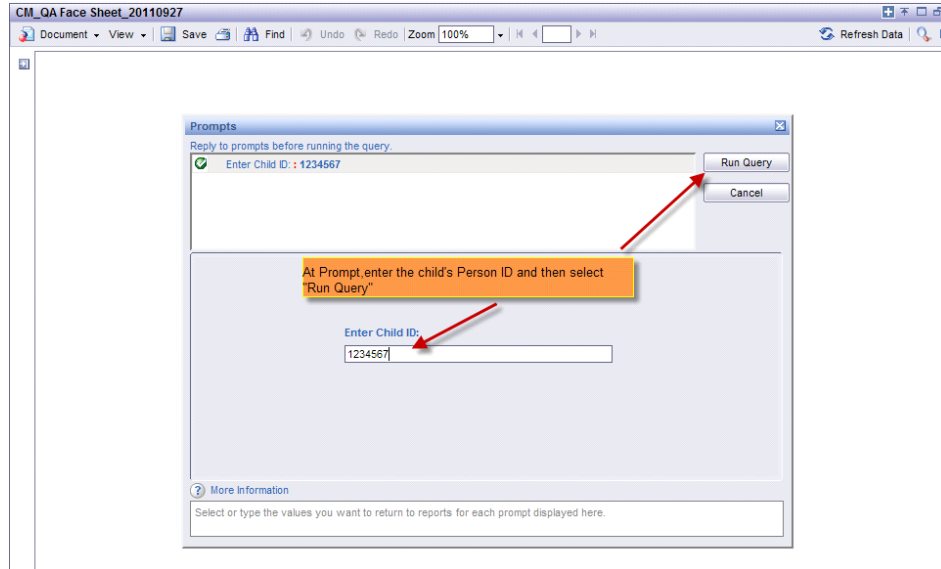 CM_QA Face Sheet_20110927
Document View Save Find Undo Redo Zoom 100% Refresh Data
Prompts
Reply to prompts before running the query.
Enter Child ID: : 1234567
Run Query
Cancel
At Prompt,enter the child's Person ID and then select
"Run Query"
Enter Child ID:
1234567
? More Information
Select or type the values you want to return to reports for each prompt displayed here.